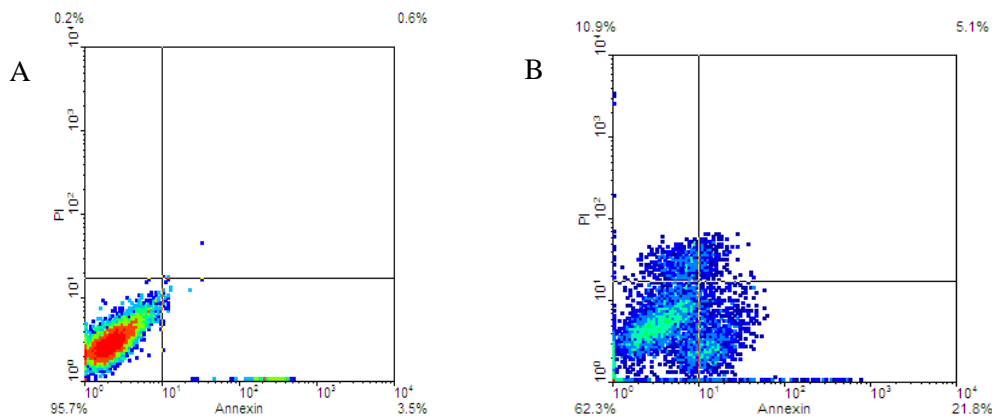 A
0.2% 0.6%
10⁴
10³
10²
10¹
10⁰
PI
10⁰ 10¹ 10² 10³ 10⁴
95.7% Annexin 3.5%
B
10.9% 5.1%
10⁴
10³
10²
10¹
10⁰
PI
10⁰ 10¹ 10² 10³ 10⁴
62.3% Annexin 21.8%